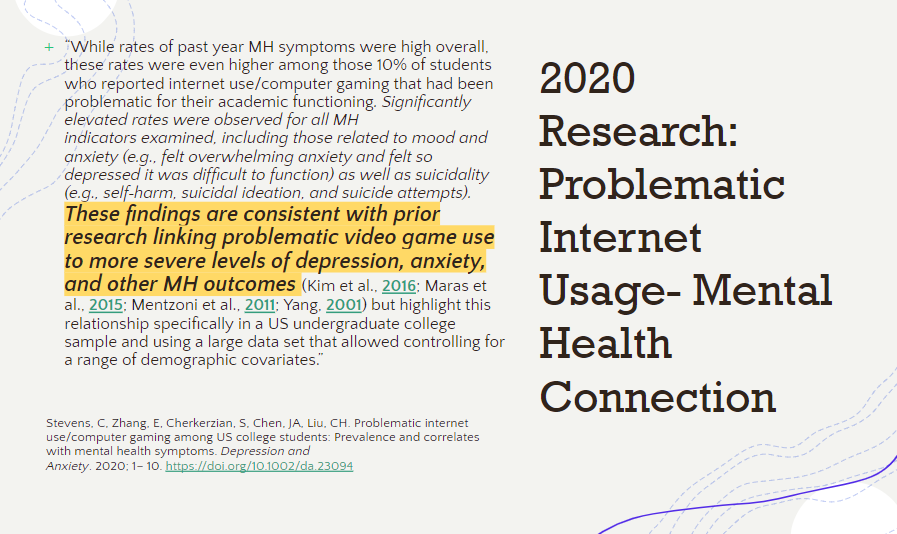 + “While rates of past year MH symptoms were high overall,
these rates were even higher among those 10% of students
who reported internet use/computer gaming that had been
problematic for their academic functioning. Significantly
elevated rates were observed for all MH
indicators examined, including those related to mood and
anxiety (e.g., felt overwhelming anxiety and felt so
depressed it was difficult to function) as well as suicidality
(e.g., self-harm, suicidal ideation, and suicide attempts).
These findings are consistent with prior
research linking problematic video game use
to more severe levels of depression, anxiety,
and other MH outcomes (Kim et al., 2016; Maras et
al., 2015; Mentzoni et al., 2011; Yang, 2001) but highlight this
relationship specifically in a US undergraduate college
sample and using a large data set that allowed controlling for
a range of demographic covariates.”
Stevens, C, Zhang, E, Cherkerzian, S, Chen, JA, Liu, CH. Problematic internet
use/computer gaming among US college students: Prevalence and correlates
with mental health symptoms. Depression and
Anxiety. 2020; 1– 10. https://doi.org/10.1002/da.23094
2020
Research:
Problematic
Internet
Usage- Mental
Health
Connection